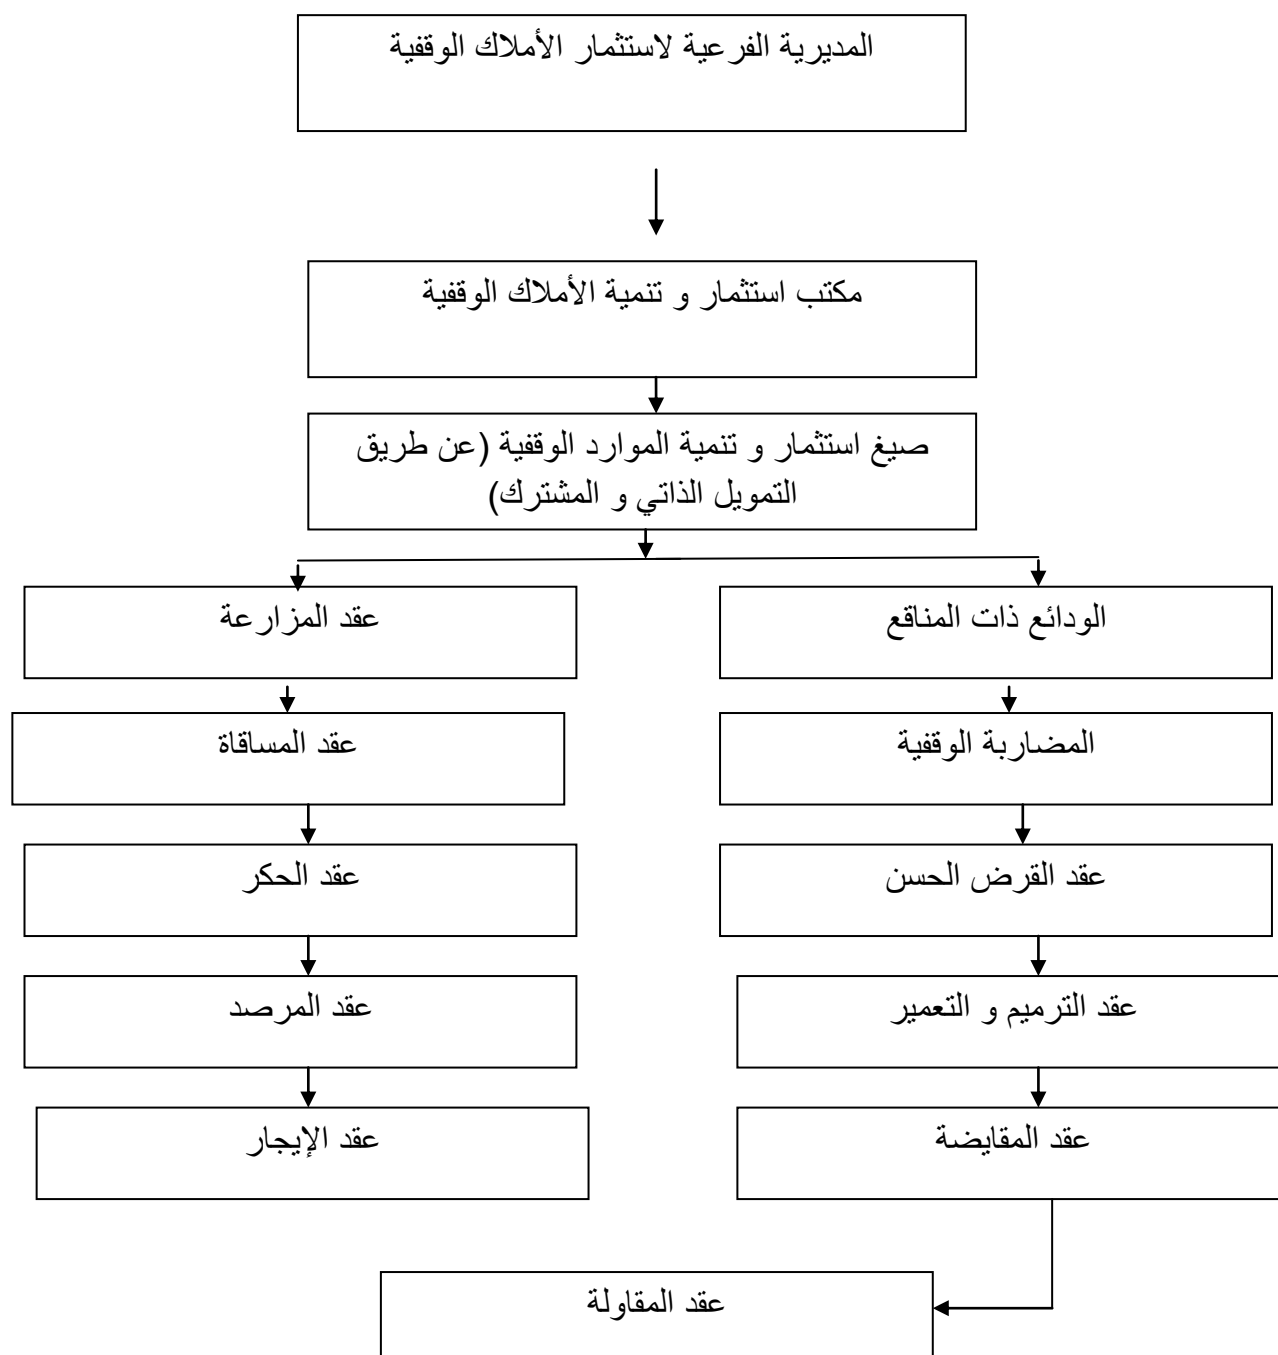 المديرية الفرعية لاستثمار الأملاك الوقفية
مكتب استثمار و تنمية الأملاك الوقفية
صيغ استثمار و تنمية الموارد الوقفية (عن طريق
التمويل الذاتي و المشترك)
الودائع ذات المناقع
عقد المزارعة
المضاربة الوقفية
عقد المساقاة
عقد القرض الحسن
عقد الحكر
عقد الترميم و التعمير
عقد المرصد
عقد المقايضة
عقد الإيجار
عقد المقاولة